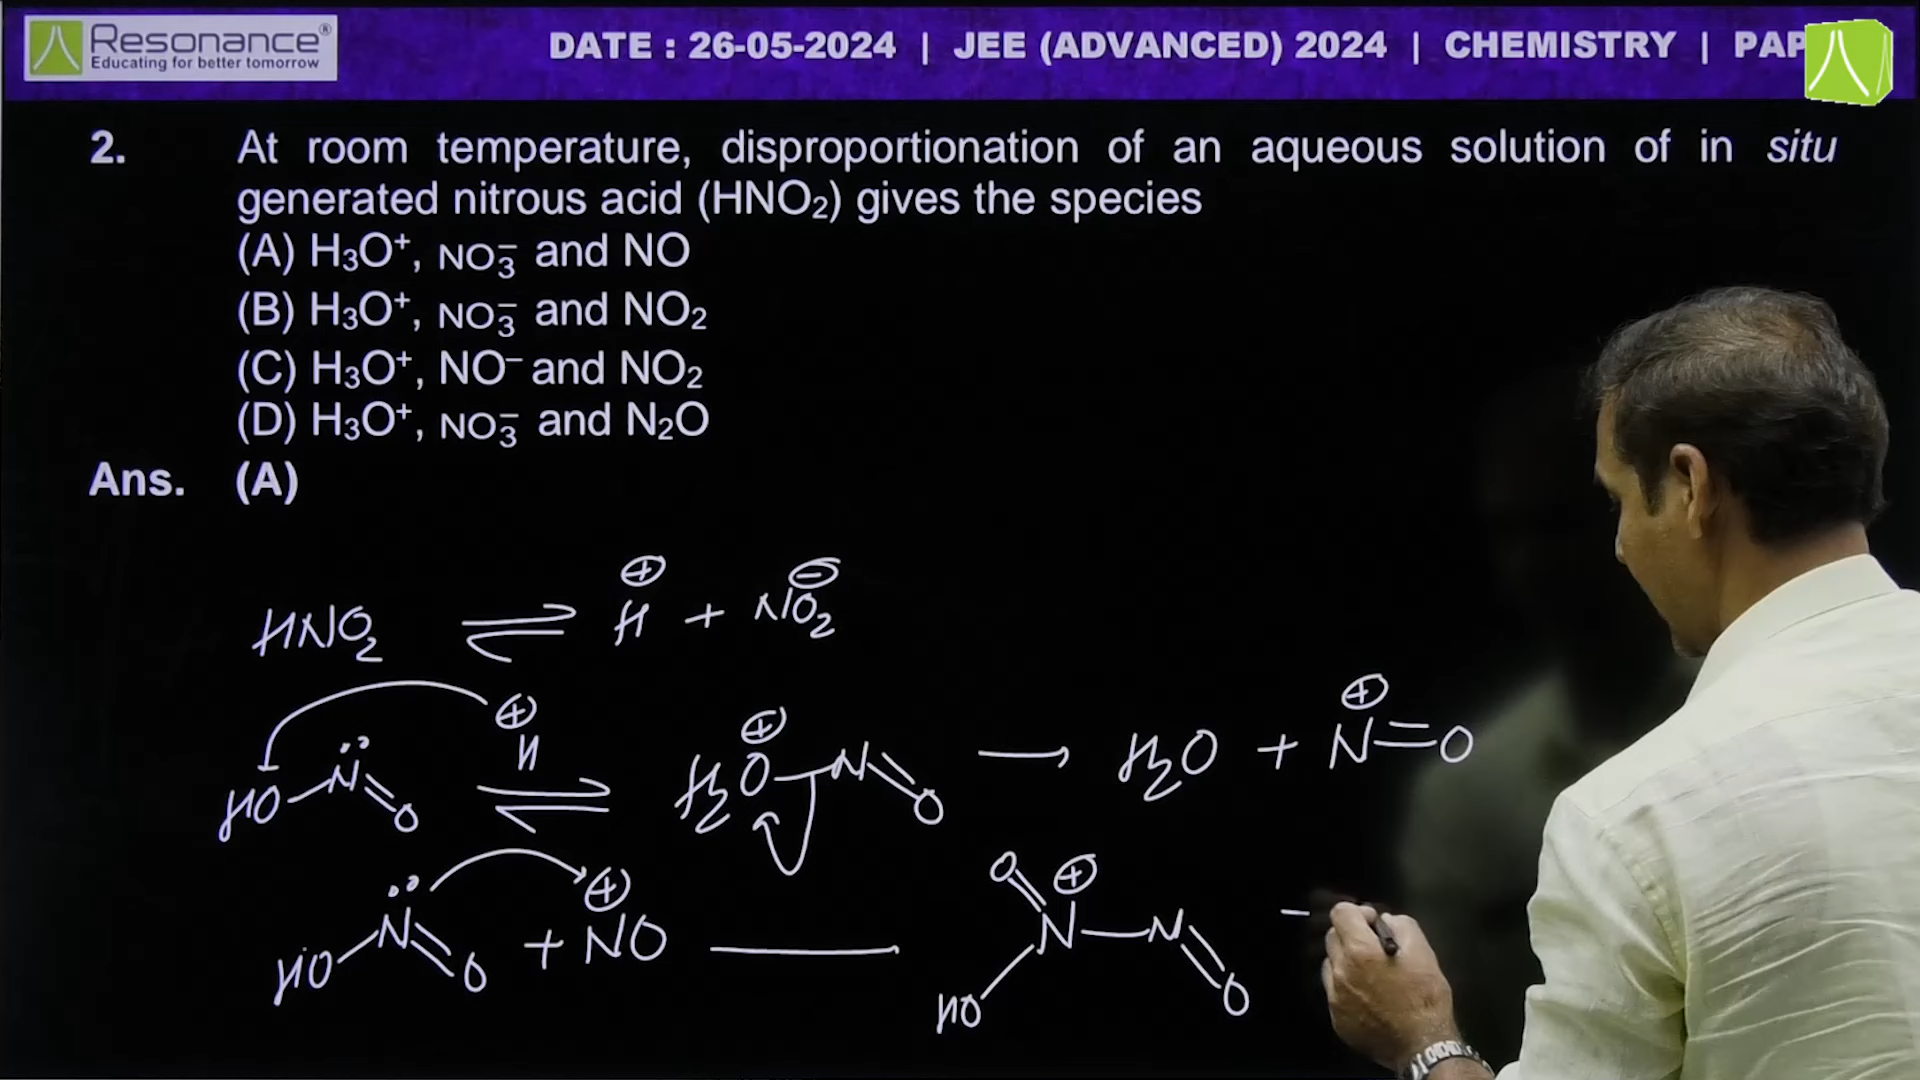 Resonance®
Educating for better tomorrow
DATE : 26-05-2024 | JEE (ADVANCED) 2024 | CHEMISTRY | PAP
2. At room temperature, disproportionation of an aqueous solution of in situ
generated nitrous acid (HNO₂) gives the species
(A) H₃O⁺, NO₃⁻ and NO
(B) H₃O⁺, NO₃⁻ and NO₂
(C) H₃O⁺, NO⁻ and NO₂
(D) H₃O⁺, NO₃⁻ and N₂O
Ans. (A)
HNO₂ ⇌ H⊕ + NO₂⊖
HO–N̈=O H⊕ ⇌ H₂O⊕–N=O → H₂O + N⊕=O
HO–N̈=O + N⊕O — HO–N⊕(=O)–N=O –